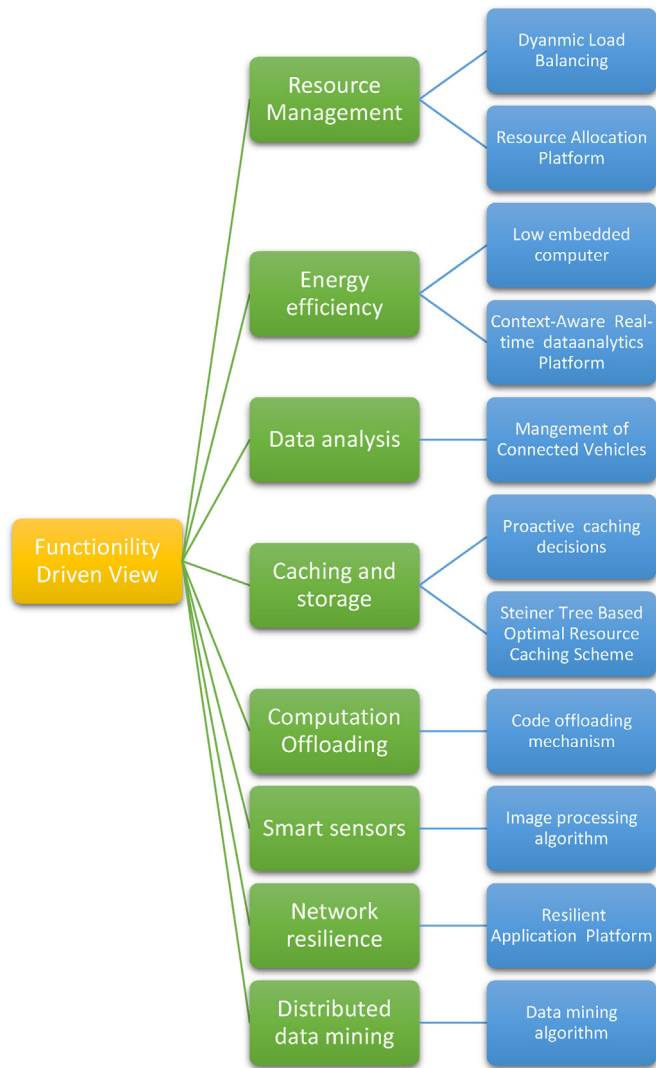 Functionility
Driven View
Resource
Management
Dyanmic Load
Balancing
Resource Allocation
Platform
Energy
efficiency
Low embedded
computer
Context-Aware Real-
time dataanalytics
Platform
Data analysis
Mangement of
Connected Vehicles
Caching and
storage
Proactive caching
decisions
Steiner Tree Based
Optimal Resource
Caching Scheme
Computation
Offloading
Code offloading
mechanism
Smart sensors
Image processing
algorithm
Network
resilience
Resilient
Application Platform
Distributed
data mining
Data mining
algorithm